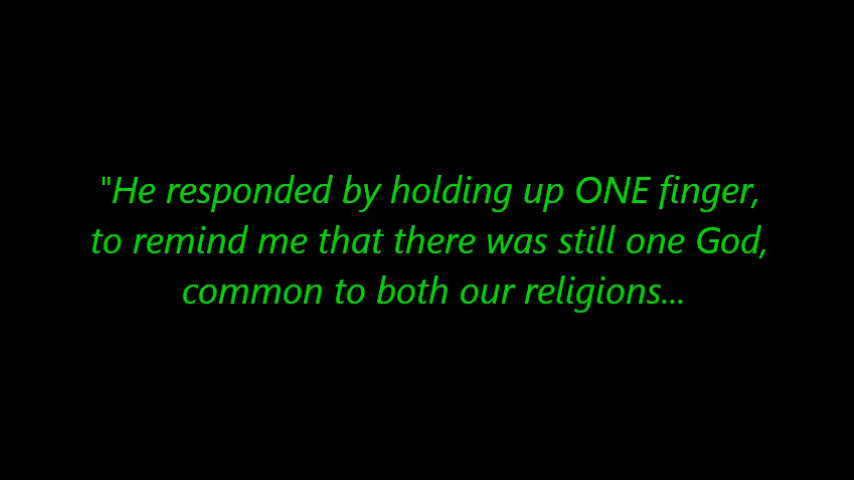 "He responded by holding up ONE finger,
to remind me that there was still one God,
common to both our religions...